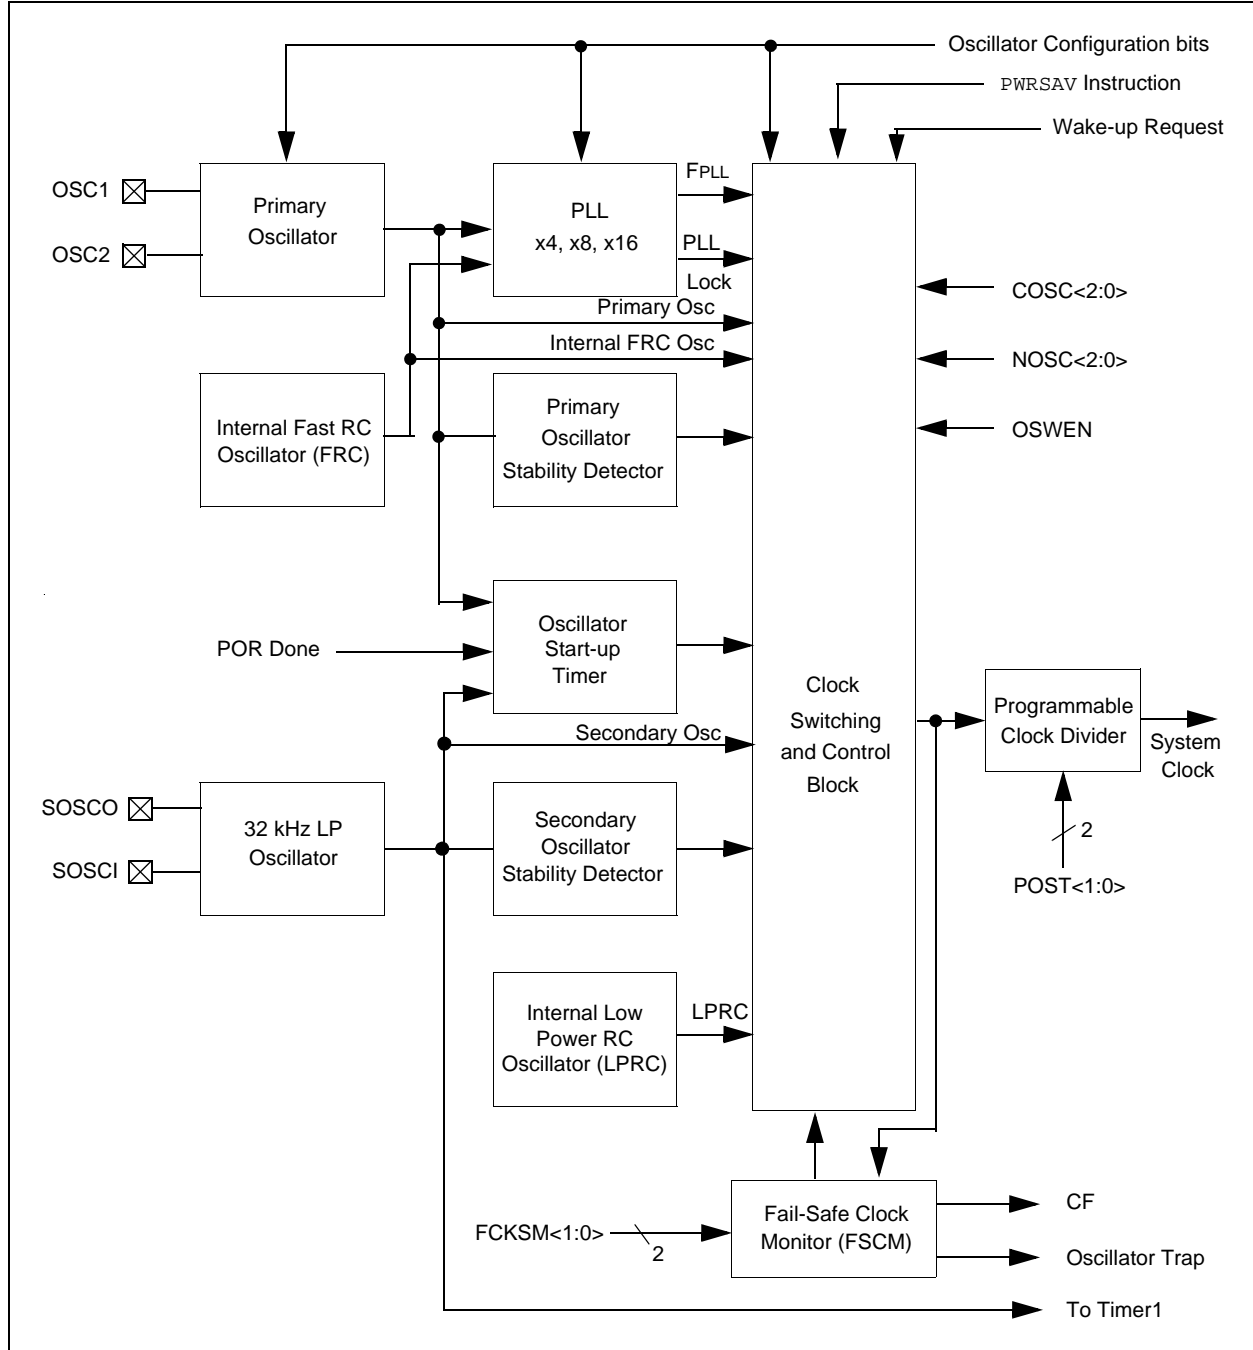 Oscillator Configuration bits
PWRSAV Instruction
Wake-up Request
OSC1
OSC2
Primary
Oscillator
PLL
x4, x8, x16
FPLL
PLL
Lock
Primary Osc
Internal FRC Osc
COSC<2:0>
NOSC<2:0>
OSWEN
Internal Fast RC
Oscillator (FRC)
Primary
Oscillator
Stability Detector
POR Done
Oscillator
Start-up
Timer
Clock
Switching
and Control
Block
Programmable
Clock Divider
System
Clock
Secondary Osc
SOSCO
SOSCI
32 kHz LP
Oscillator
Secondary
Oscillator
Stability Detector
2
POST<1:0>
Internal Low
Power RC
Oscillator (LPRC)
LPRC
FCKSM<1:0>
2
Fail-Safe Clock
Monitor (FSCM)
CF
Oscillator Trap
To Timer1